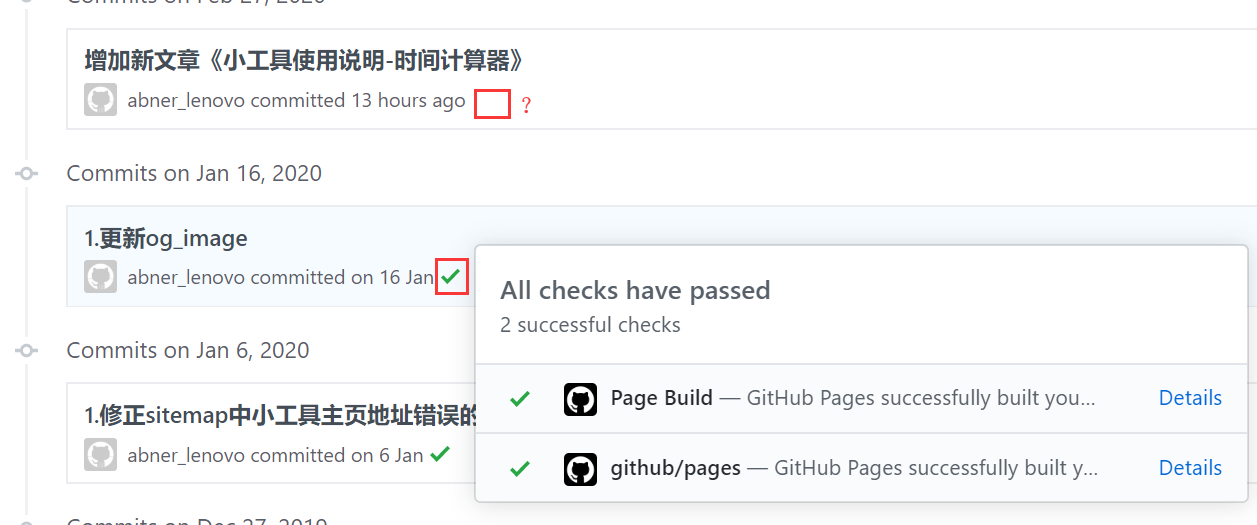 Commits on Feb 27, 2020
增加新文章《小工具使用说明-时间计算器》
abner_lenovo committed 13 hours ago ?
Commits on Jan 16, 2020
1.更新og_image
abner_lenovo committed on 16 Jan
All checks have passed
2 successful checks
Page Build — GitHub Pages successfully built you... Details
github/pages — GitHub Pages successfully built y... Details
Commits on Jan 6, 2020
1.修正sitemap中小工具主页地址错误的
abner_lenovo committed on 6 Jan
Commits on Dec 27, 2019